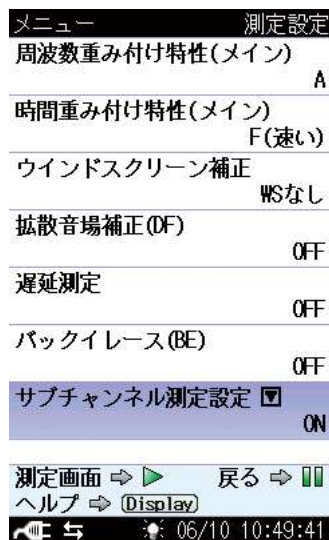 メニュー 測定設定
周波数重み付け特性(メイン)
A
時間重み付け特性(メイン)
F(速い)
ウインドスクリーン補正
WSなし
拡散音場補正(DF)
OFF
遅延測定
OFF
バックイレース(BE)
OFF
サブチャンネル測定設定 ▼
ON
測定画面 ⇨ ▷ 戻る ⇨ ▯▯
ヘルプ ⇨ Display
06/10 10:49:41